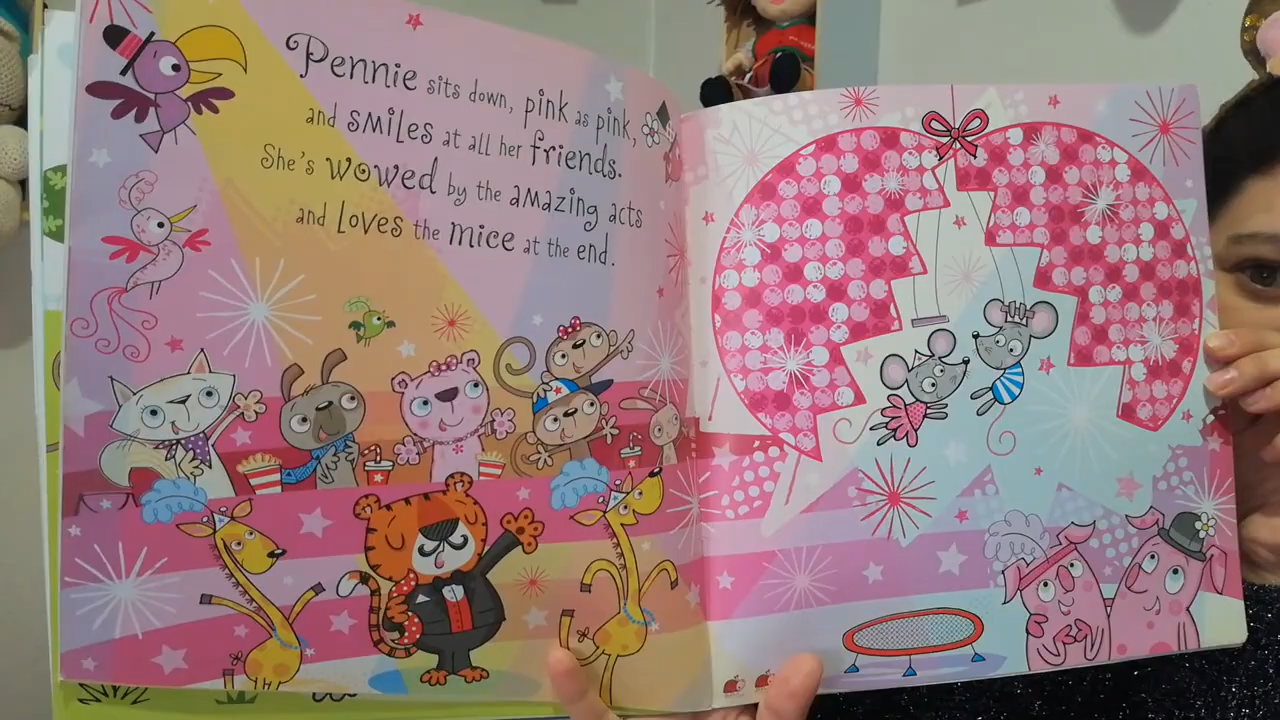 Pennie sits down, pink as pink,
and smiles at all her friends.
She's wowed by the amazing acts
and loves the mice at the end.